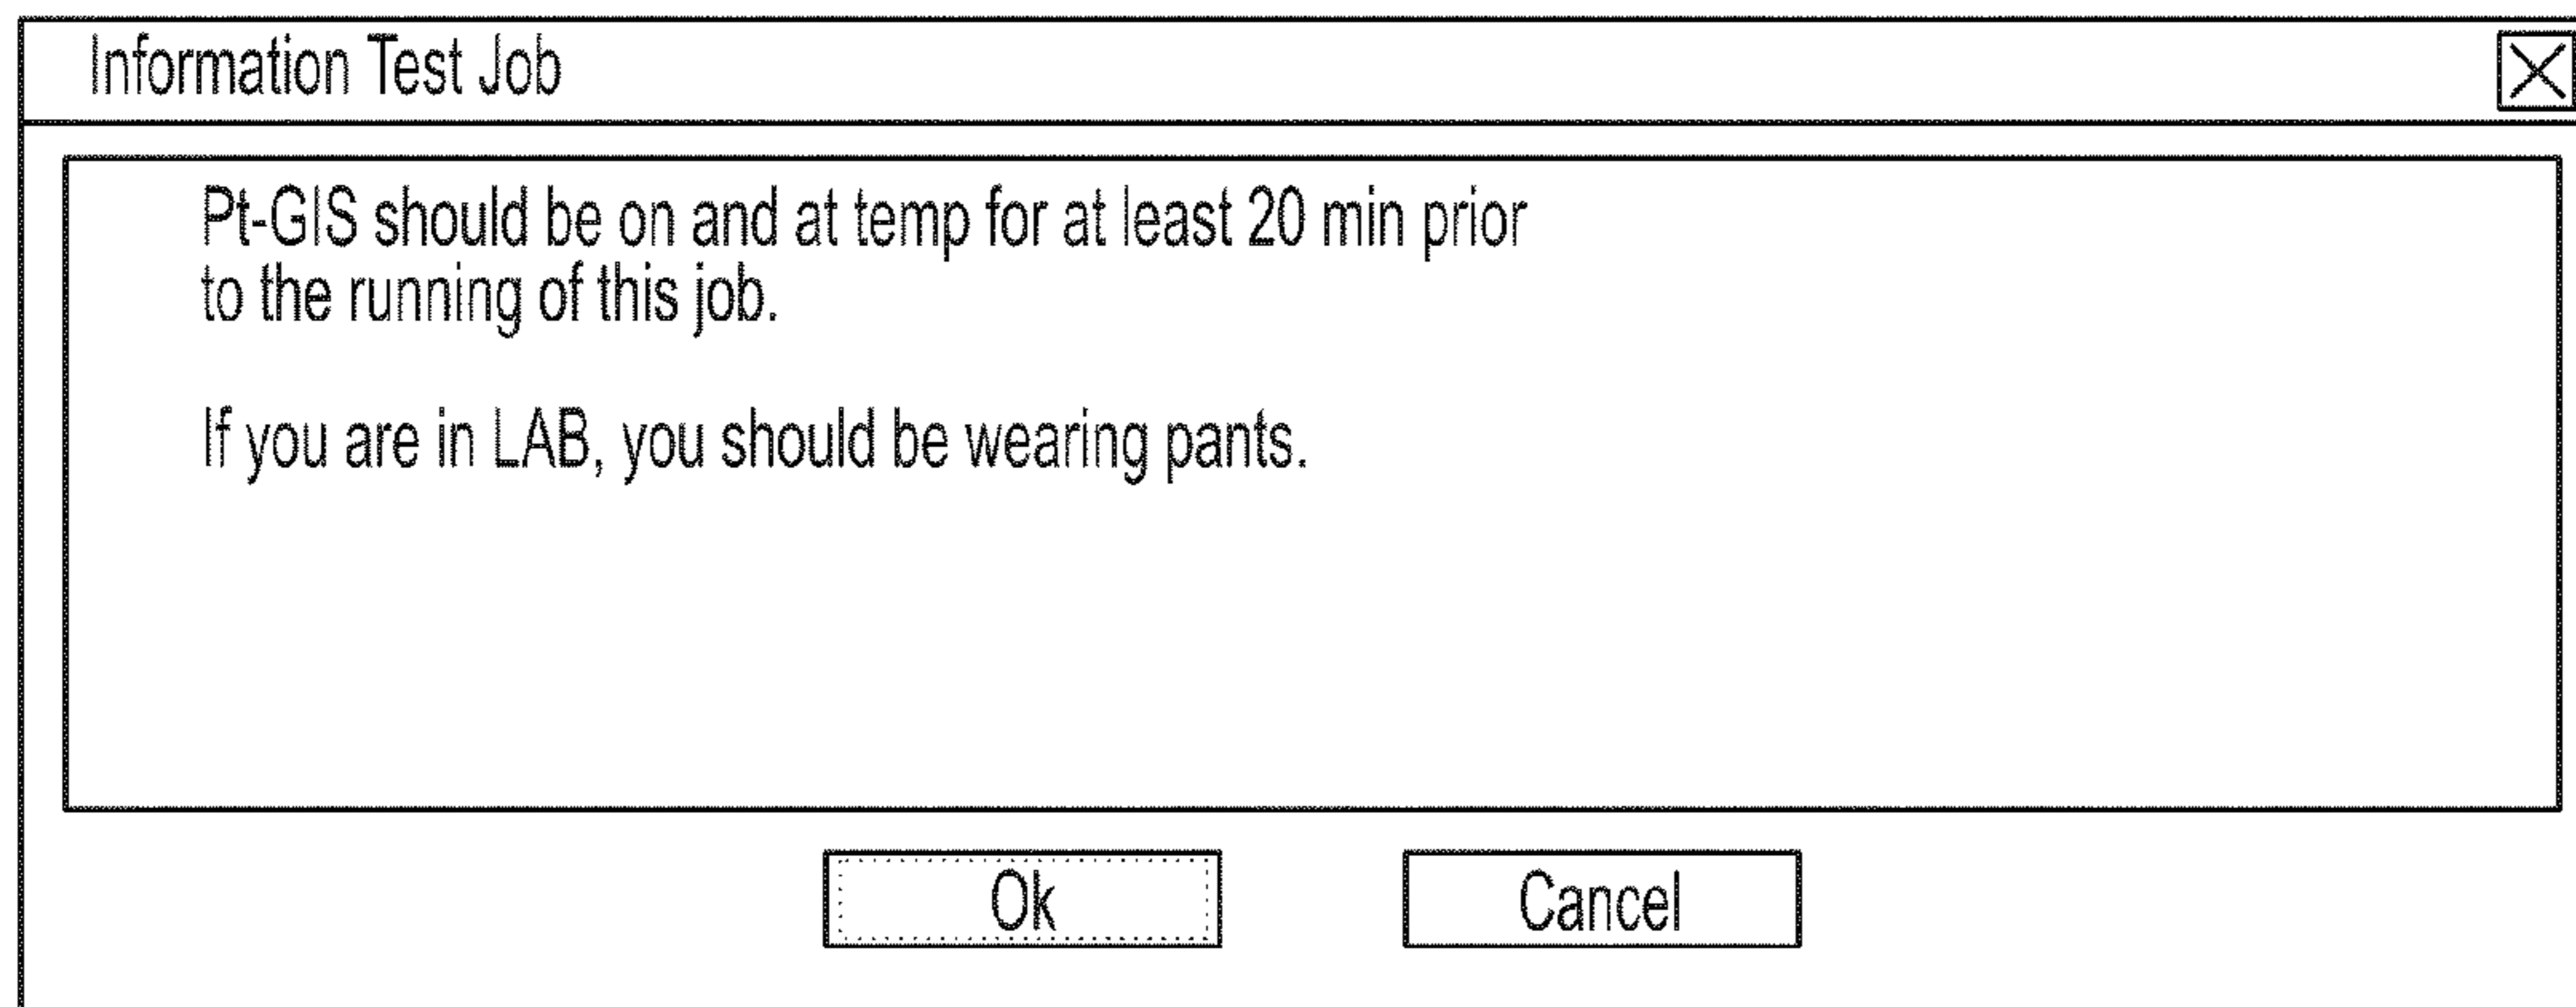 Information Test Job
Pt-GIS should be on and at temp for at least 20 min prior
to the running of this job.
If you are in LAB, you should be wearing pants.
Ok
Cancel